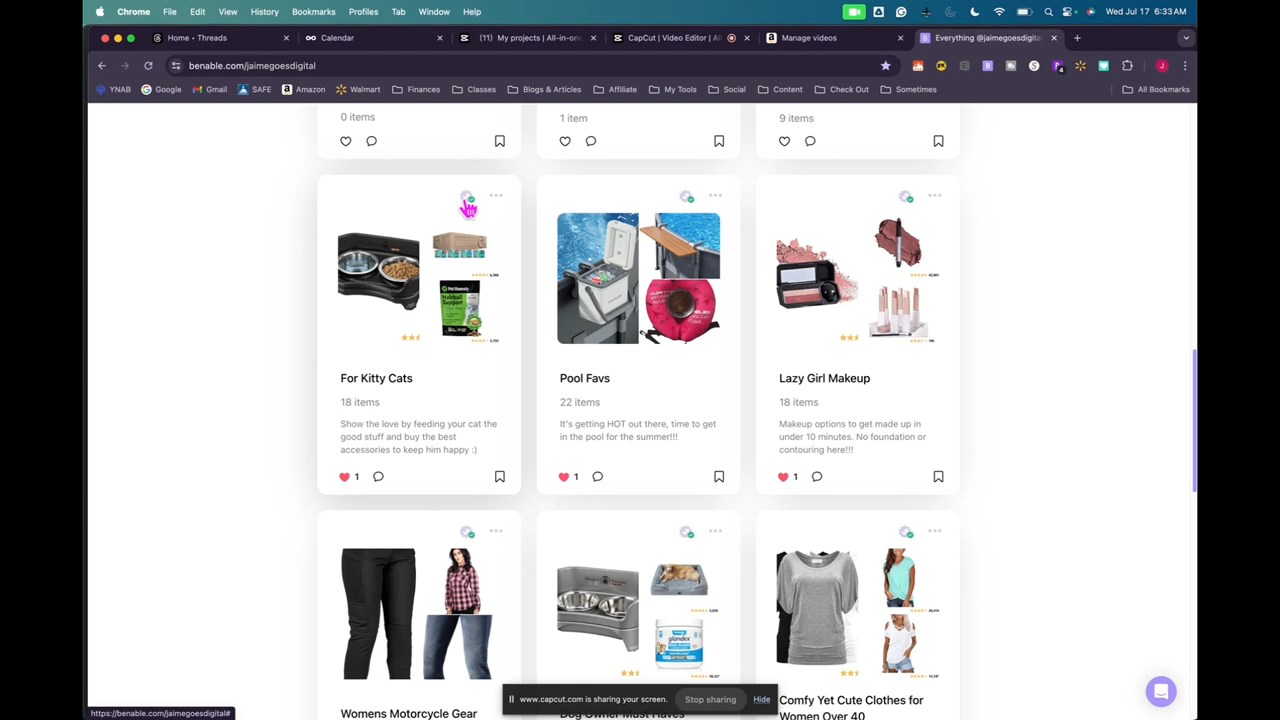 Chrome File Edit View History Bookmarks Profiles Tab Window Help Wed Jul 17 6:33 AM
Home • Threads Calendar (11) My projects | All-in-one CapCut | Video Editor | All Manage videos Everything @jaimegoesdigital
benable.com/jaimegoesdigital
YNAB Google Gmail SAFE Amazon Walmart Finances Classes Blogs & Articles Affiliate My Tools Social Content Check Out Sometimes All Bookmarks
0 items 1 item 9 items
For Kitty Cats
18 items
Show the love by feeding your cat the
good stuff and buy the best
accessories to keep him happy :)
1
Pool Favs
22 items
It's getting HOT out there, time to get
in the pool for the summer!!!
1
Lazy Girl Makeup
18 items
Makeup options to get made up in
under 10 minutes. No foundation or
contouring here!!!
1
glandex
Womens Motorcycle Gear
Dog Owner Must Haves
Comfy Yet Cute Clothes for
Women Over 40
www.capcut.com is sharing your screen. Stop sharing Hide
https://benable.com/jaimegoesdigital#